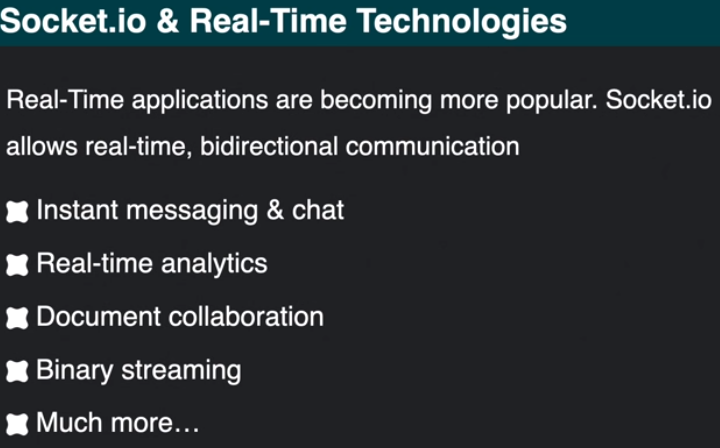 Socket.io & Real-Time Technologies
Real-Time applications are becoming more popular. Socket.io
allows real-time, bidirectional communication
Instant messaging & chat
Real-time analytics
Document collaboration
Binary streaming
Much more…